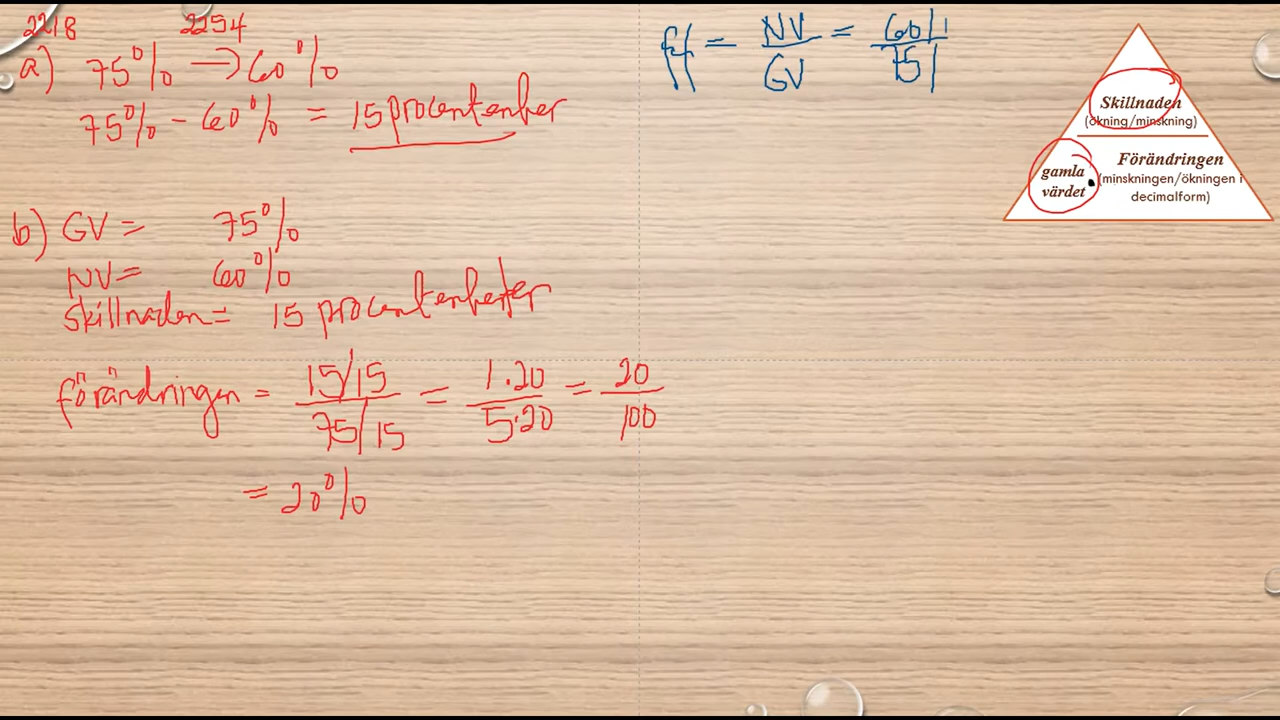 2218 2254
a) 75% → 60%
75% - 60% = 15 procentenher
b) GV = 75%
NV = 60%
Skillnaden = 15 procentenheter
förändringen = 15/15 / 75/15 = 1·20 / 5·20 = 20 / 100
= 20%
ff = NV / GV = 60/ / 75/
Skillnaden
(ökning/minskning)
gamla
värdet
Förändringen
(minskningen/ökningen i
decimalform)